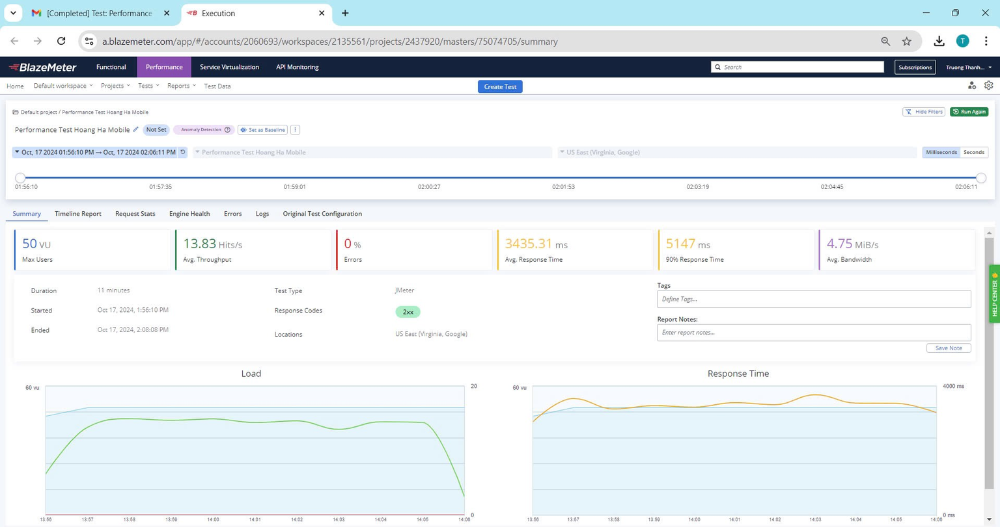 [Completed] Test: Performance
Execution
a.blazemeter.com/app/#/accounts/2060693/workspaces/2135561/projects/2437920/masters/75074705/summary
T
BlazeMeter Functional Performance Service Virtualization API Monitoring Search Subscriptions Truong Thanh...
Home Default workspace Projects Tests Reports Test Data Create Test
Default project / Performance Test Hoang Ha Mobile Hide Filters Run Again
Performance Test Hoang Ha Mobile Not Set Anomaly Detection Set as Baseline
Oct, 17 2024 01:56:10 PM → Oct, 17 2024 02:06:11 PM Performance Test Hoang Ha Mobile US East (Virginia, Google) Milliseconds Seconds
01:56:10 01:57:35 01:59:01 02:00:27 02:01:53 02:03:19 02:04:45 02:06:11
Summary Timeline Report Request Stats Engine Health Errors Logs Original Test Configuration
50 VU 13.83 Hits/s 0 % 3435.31 ms 5147 ms 4.75 MiB/s
Max Users Avg. Throughput Errors Avg. Response Time 90% Response Time Avg. Bandwidth
HELP CENTER
Duration 11 minutes Test Type JMeter Tags
Define Tags...
Started Oct 17, 2024, 1:56:10 PM Response Codes 2xx
Report Notes:
Ended Oct 17, 2024, 2:08:08 PM Locations US East (Virginia, Google) Enter report notes...
Save Note
Load
60 vu 20
0
13:56 13:57 13:58 13:59 14:00 14:01 14:02 14:03 14:04 14:05 14:06
Response Time
60 vu 4000 ms
0 ms
13:56 13:57 13:58 13:59 14:00 14:01 14:02 14:03 14:04 14:05 14:06